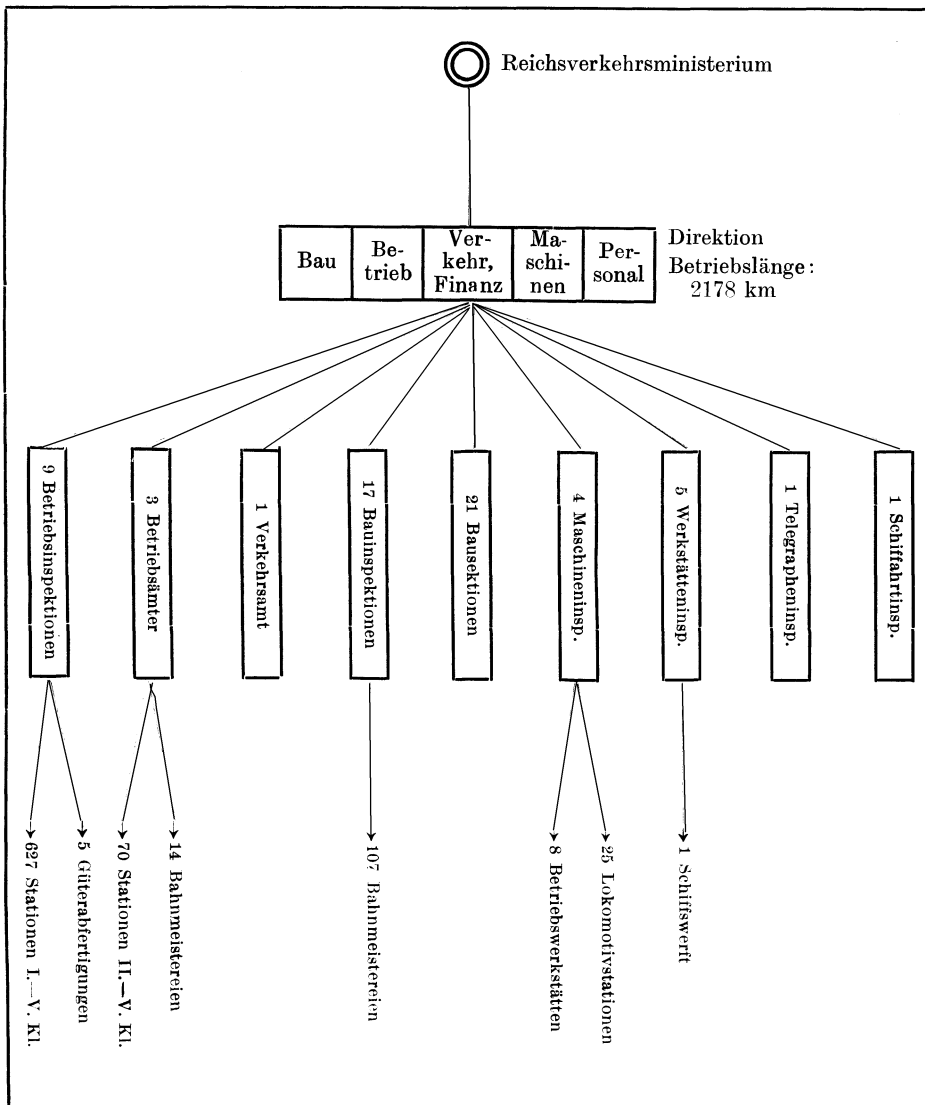 Reichsverkehrsministerium
Bau
Be-
trieb
Ver-
kehr,
Finanz
Ma-
schi-
nen
Per-
sonal
Direktion
Betriebslänge:
2178 km
9 Betriebsinspektionen
3 Betriebsämter
1 Verkehrsamt
17 Bauinspektionen
21 Bausektionen
4 Maschineninsp.
5 Werkstätteninsp.
1 Telegrapheninsp.
1 Schiffahrtinsp.
627 Stationen I.—V. Kl.
5 Güterabfertigungen
70 Stationen II.—V. Kl.
14 Bahnmeistereien
107 Bahnmeistereien
8 Betriebswerkstätten
25 Lokomotivstationen
1 Schiffswerft